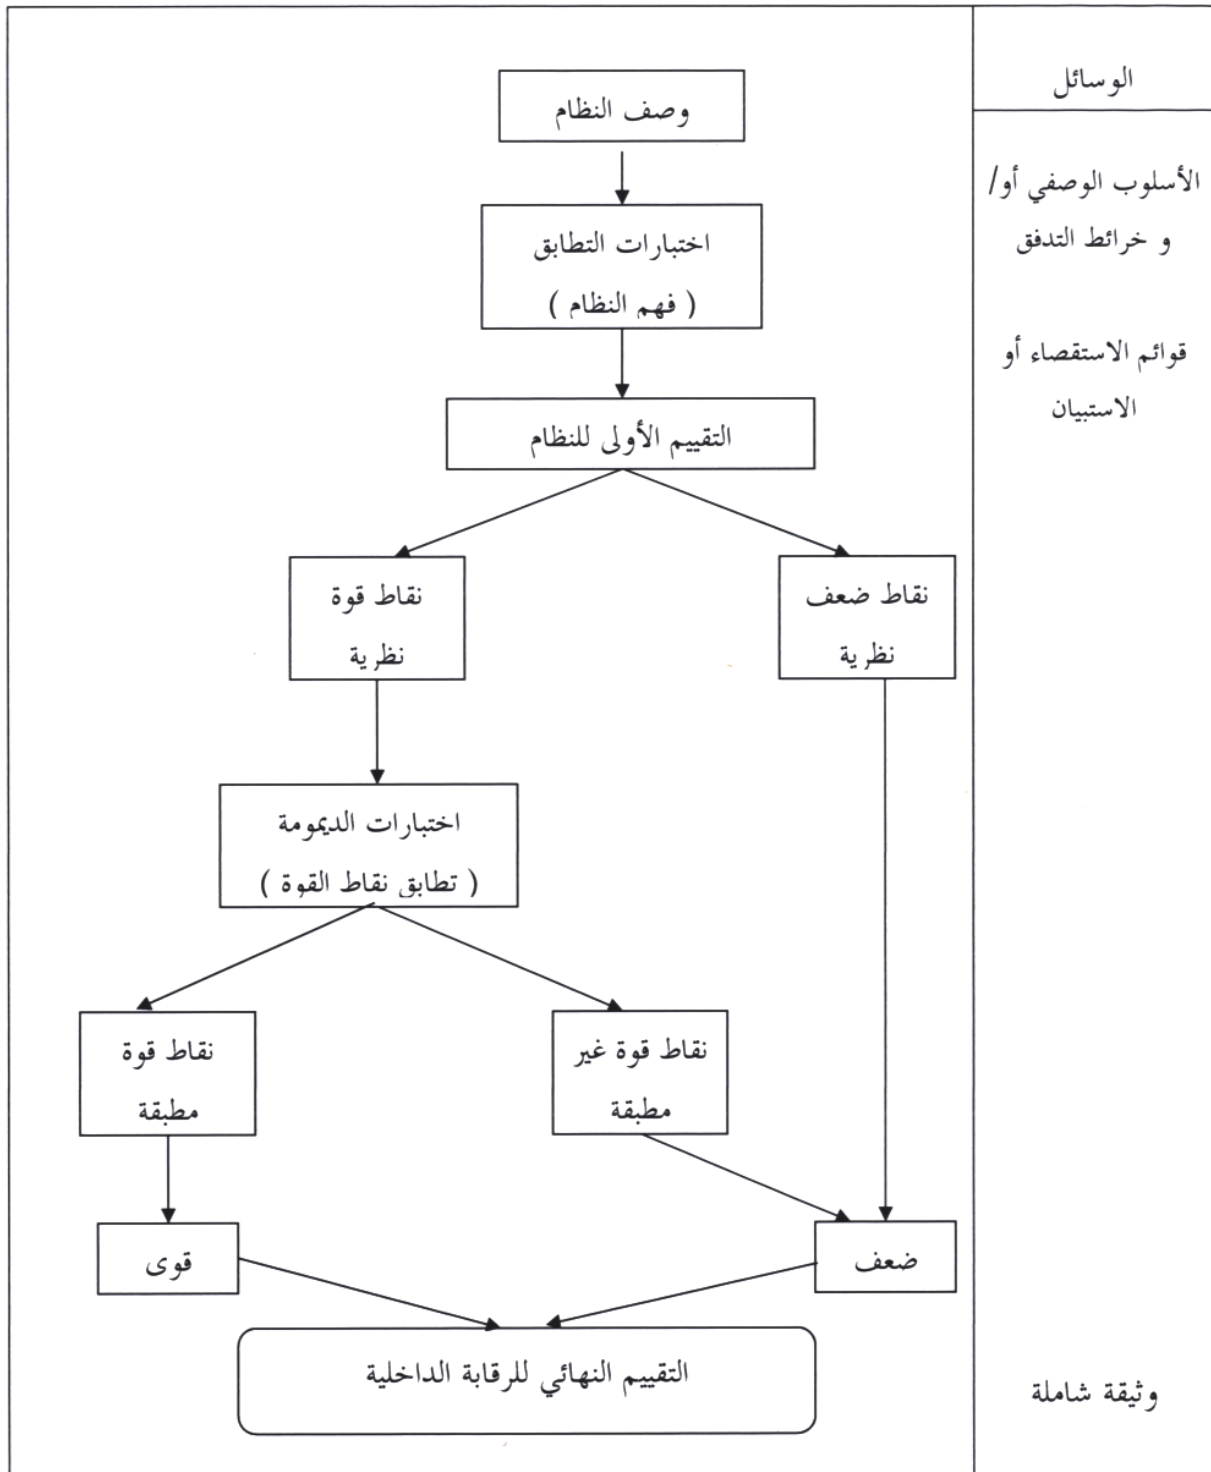 الوسائل
وصف النظام
الأسلوب الوصفي أو/
و خرائط التدفق
اختبارات التطابق
( فهم النظام )
قوائم الاستقصاء أو
الاستبيان
التقييم الأولى للنظام
نقاط قوة
نظرية
نقاط ضعف
نظرية
اختبارات الديمومة
( تطابق نقاط القوة )
نقاط قوة
مطبقة
نقاط قوة غير
مطبقة
قوى
ضعف
التقييم النهائي للرقابة الداخلية
وثيقة شاملة